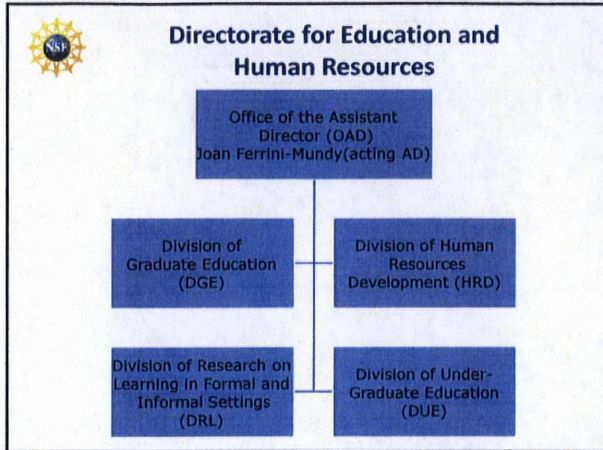 NSF
Directorate for Education and
Human Resources
Office of the Assistant
Director (OAD)
Joan Ferrini-Mundy(acting AD)
Division of
Graduate Education
(DGE)
Division of Human
Resources
Development (HRD)
Division of Research on
Learning in Formal and
Informal Settings
(DRL)
Division of Under-
Graduate Education
(DUE)